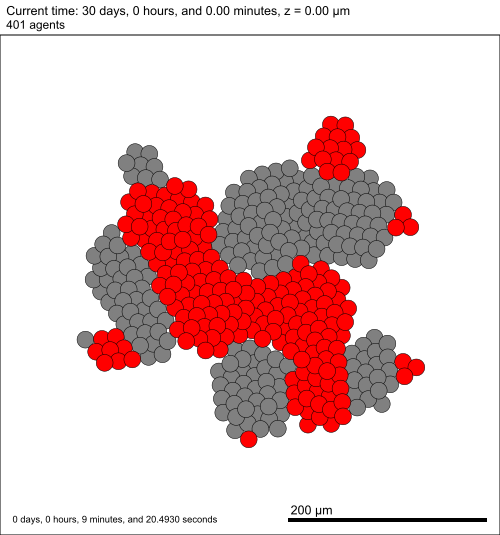 Current time: 30 days, 0 hours, and 0.00 minutes, z = 0.00 μm
401 agents
200 μm
0 days, 0 hours, 9 minutes, and 20.4930 seconds